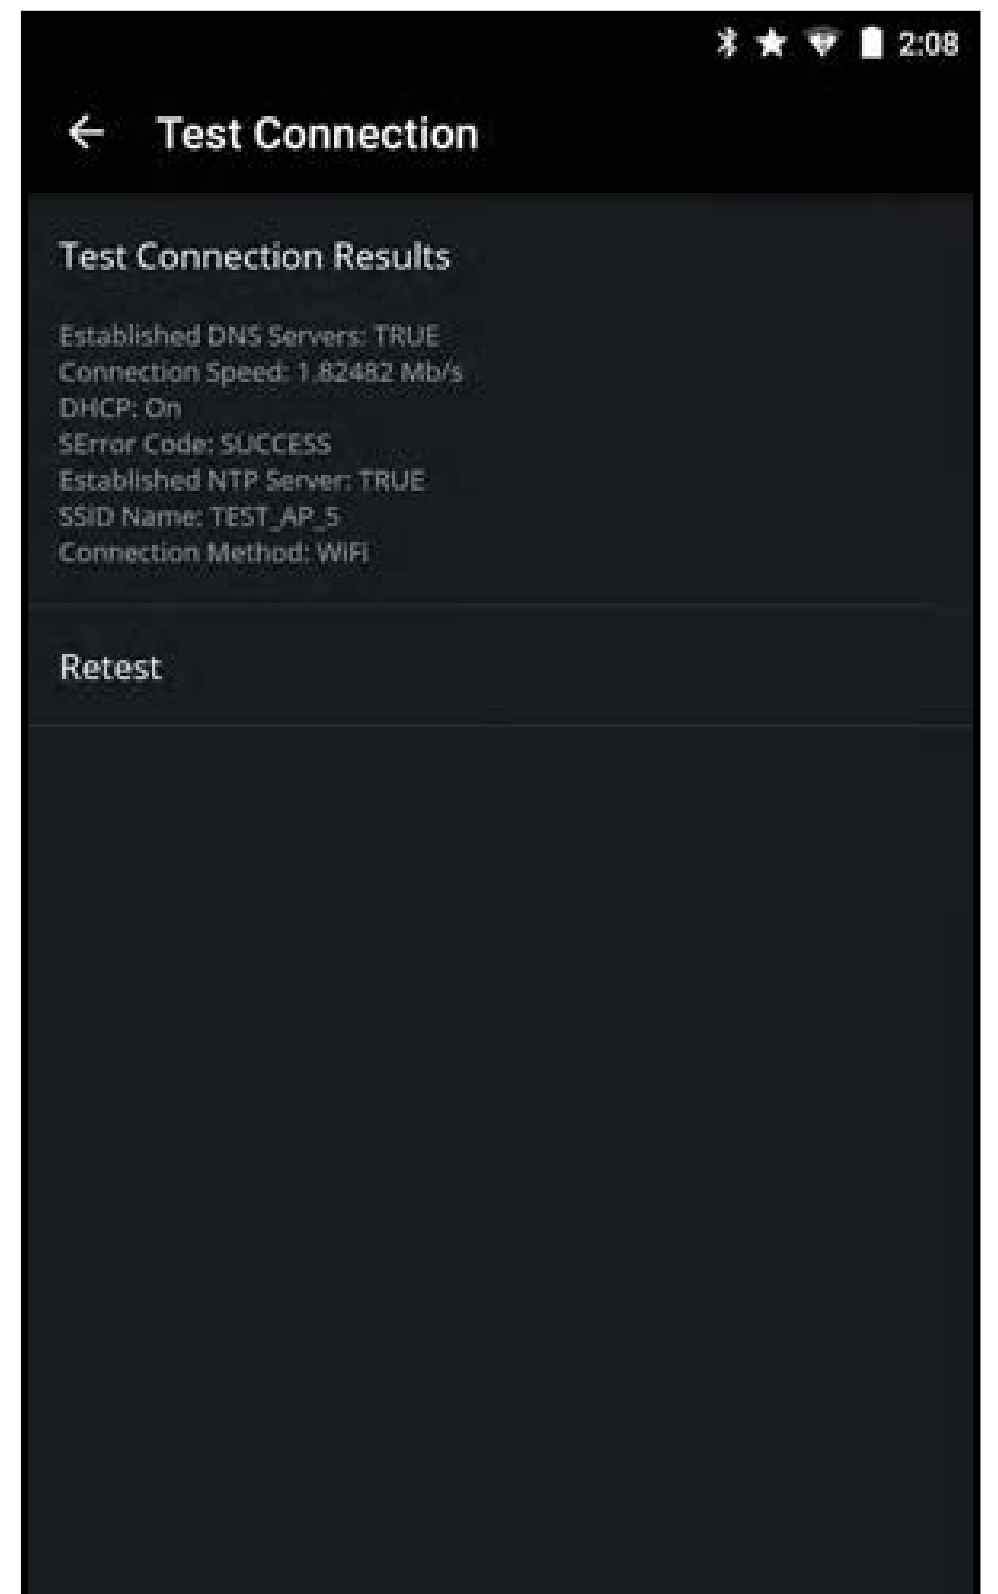 2:08
Test Connection
Test Connection Results
Established DNS Servers: TRUE
Connection Speed: 1.82482 Mb/s
DHCP: On
SError Code: SUCCESS
Established NTP Server: TRUE
SSID Name: TEST_AP_5
Connection Method: WiFi
Retest